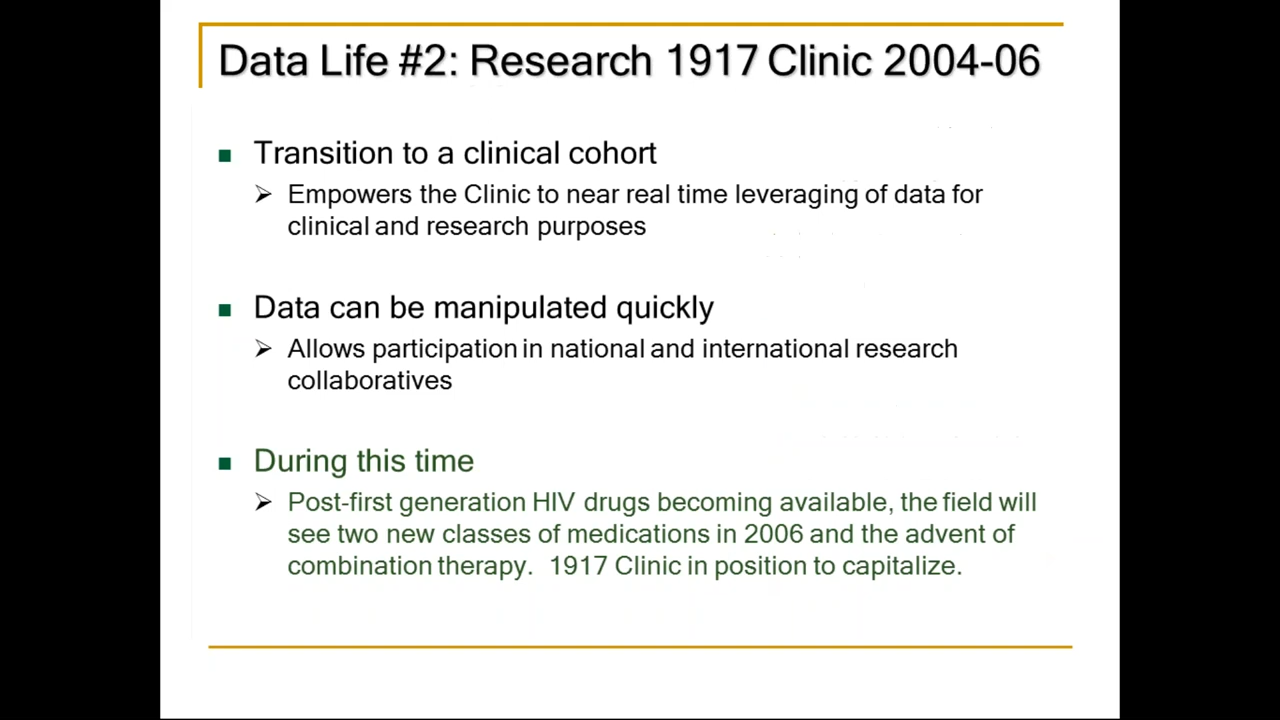 Data Life #2: Research 1917 Clinic 2004-06
Transition to a clinical cohort
Empowers the Clinic to near real time leveraging of data for
clinical and research purposes
Data can be manipulated quickly
Allows participation in national and international research
collaboratives
During this time
Post-first generation HIV drugs becoming available, the field will
see two new classes of medications in 2006 and the advent of
combination therapy. 1917 Clinic in position to capitalize.